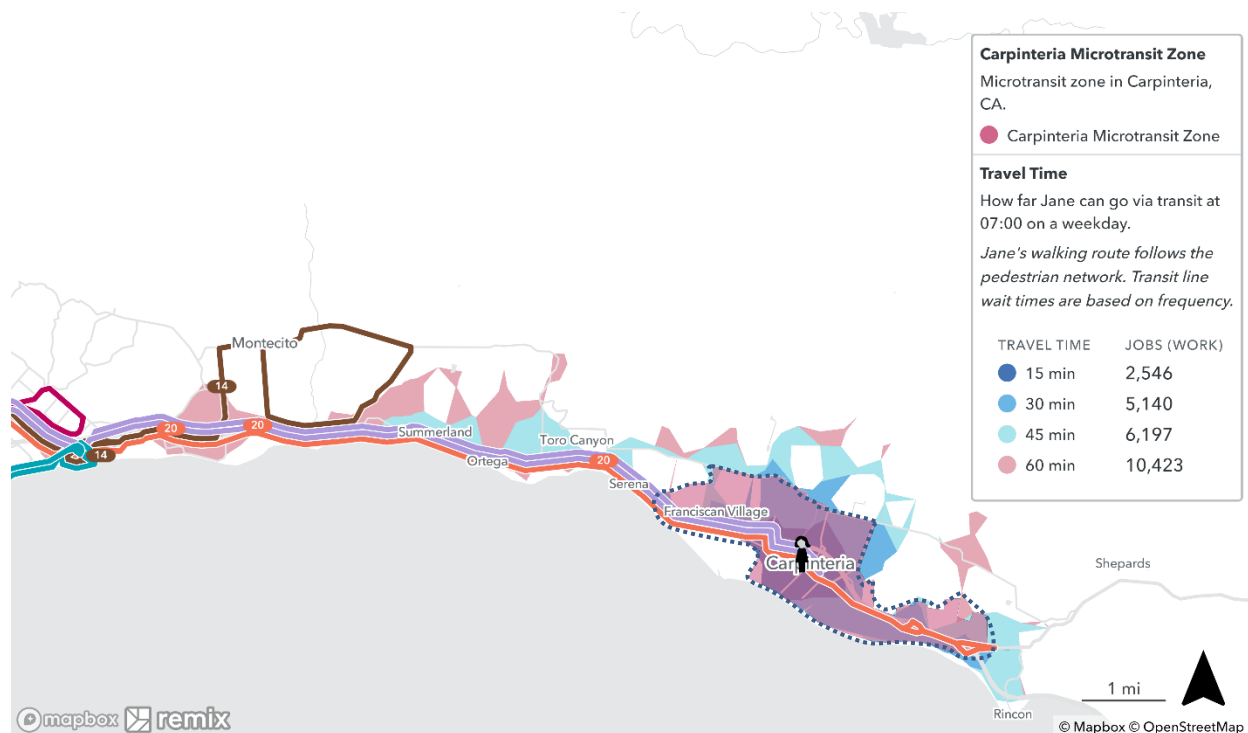 Carpinteria Microtransit Zone
Microtransit zone in Carpinteria,
CA.
Carpinteria Microtransit Zone
Travel Time
How far Jane can go via transit at
07:00 on a weekday.
Jane's walking route follows the
pedestrian network. Transit line
wait times are based on frequency.
TRAVEL TIME JOBS (WORK)
15 min 2,546
30 min 5,140
45 min 6,197
60 min 10,423
Montecito
14
20
20
14
Summerland
Toro Canyon
Ortega
20
Serena
Franciscan Village
Carpinteria
Shepards
Rincon
1 mi
mapbox remix
© Mapbox © OpenStreetMap